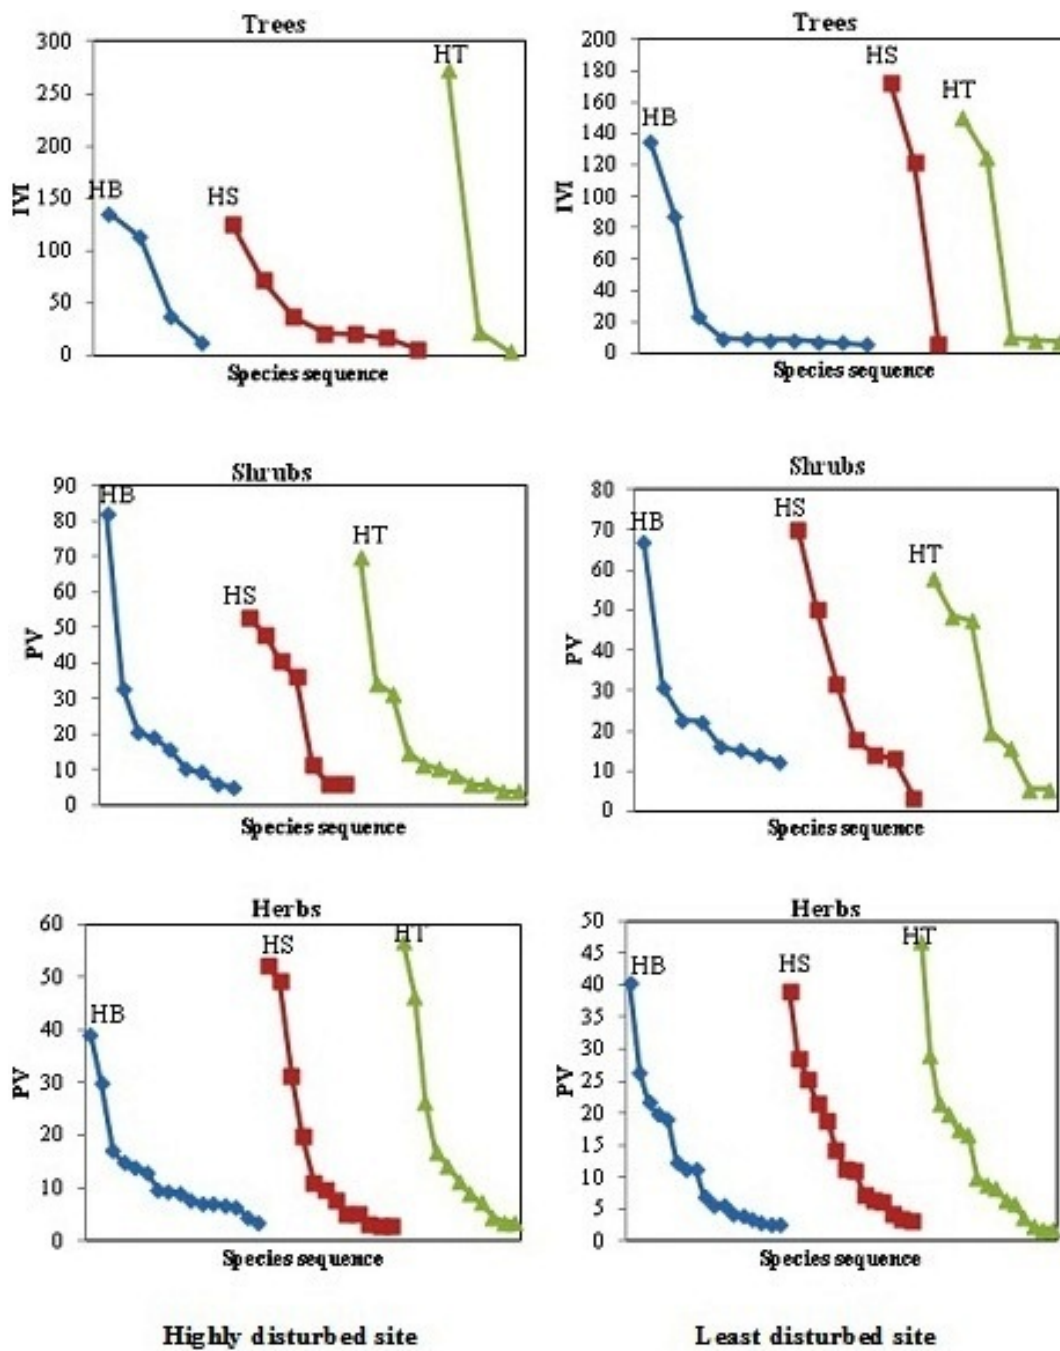 Trees
300
250
200
150
100
50
0
IVI
HB
HS
HT
Species sequence
Trees
200
180
160
140
120
100
80
60
40
20
0
IVI
HB
HS
HT
Species sequence
Shrubs
90
80
70
60
50
40
30
20
10
0
PV
HB
HS
HT
Species sequence
Shrubs
80
70
60
50
40
30
20
10
0
PV
HB
HS
HT
Species sequence
Herbs
60
50
40
30
20
10
0
PV
HB
HS
HT
Species sequence
Herbs
50
45
40
35
30
25
20
15
10
5
0
PV
HB
HS
HT
Species sequence
Highly disturbed site
Least disturbed site